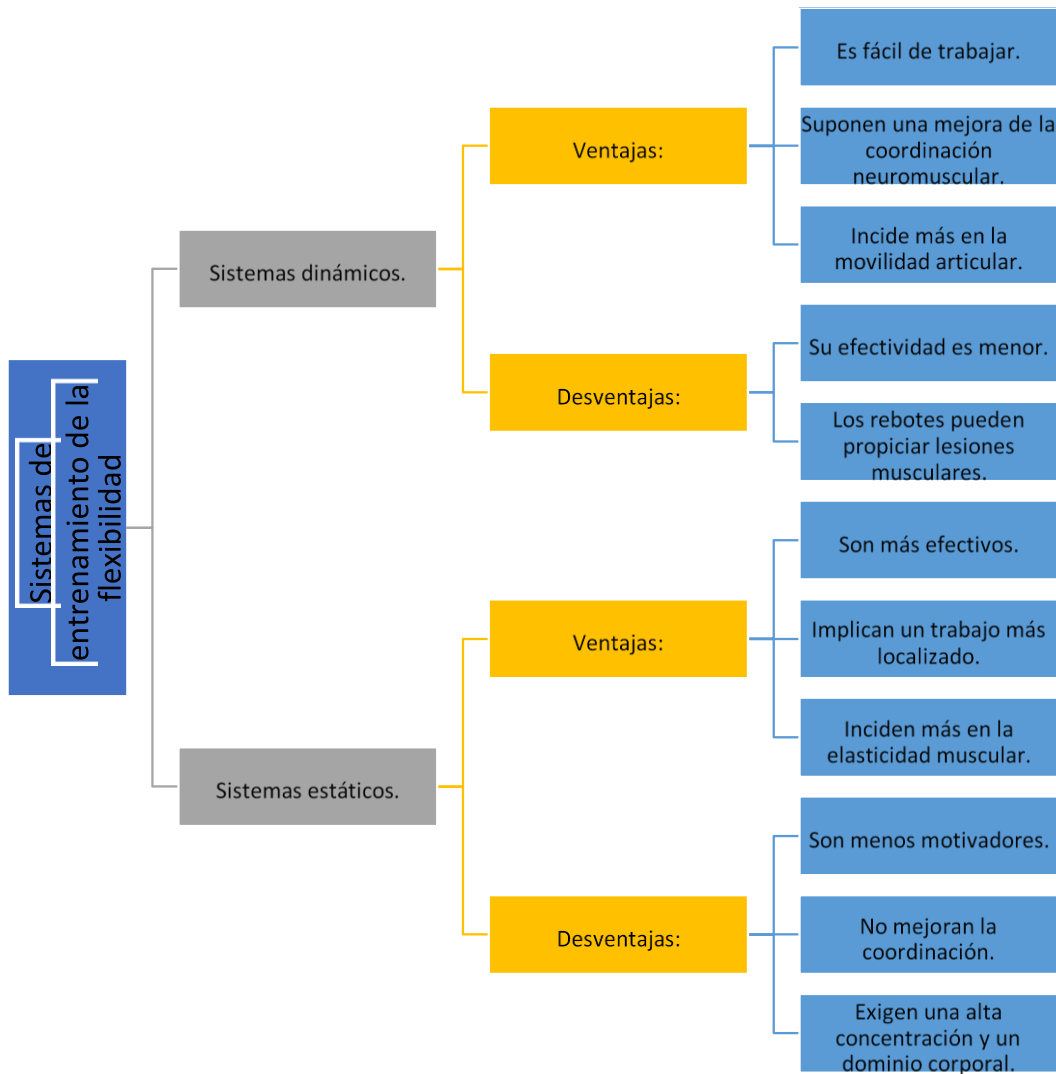 Sistemas de
entrenamiento de la
flexibilidad
Sistemas dinámicos.
Ventajas:
Es fácil de trabajar.
Suponen una mejora de la
coordinación
neuromuscular.
Incide más en la
movilidad articular.
Desventajas:
Su efectividad es menor.
Los rebotes pueden
propiciar lesiones
musculares.
Sistemas estáticos.
Ventajas:
Son más efectivos.
Implican un trabajo más
localizado.
Inciden más en la
elasticidad muscular.
Desventajas:
Son menos motivadores.
No mejoran la
coordinación.
Exigen una alta
concentración y un
dominio corporal.